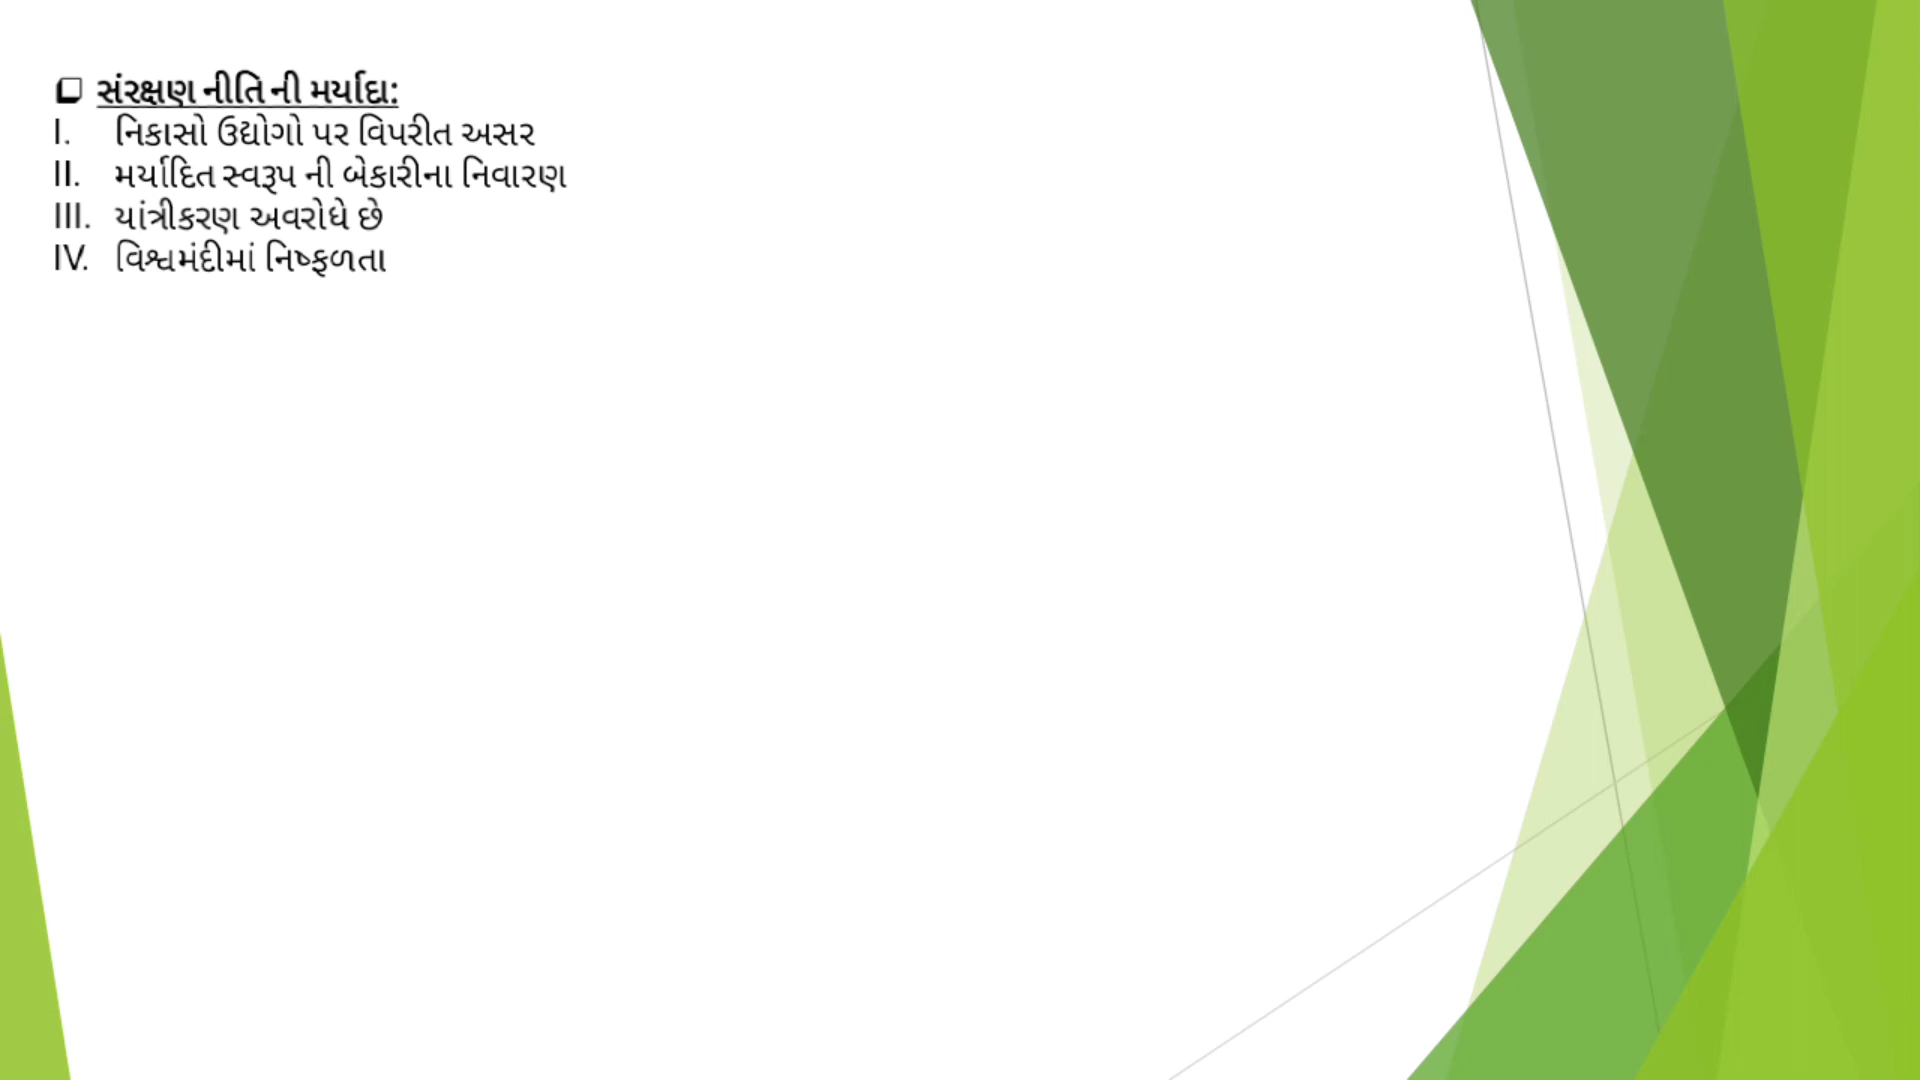 ❑ સંરક્ષણ નીતિ ની મર્યાદા:
I. નિકાસો ઉદ્યોગો પર વિપરીત અસર
II. મર્યાદિત સ્વરૂપ ની બેકારીના નિવારણ
III. યાંત્રીકરણ અવરોધે છે
IV. વિશ્વમંદીમાં નિષ્ફળતા